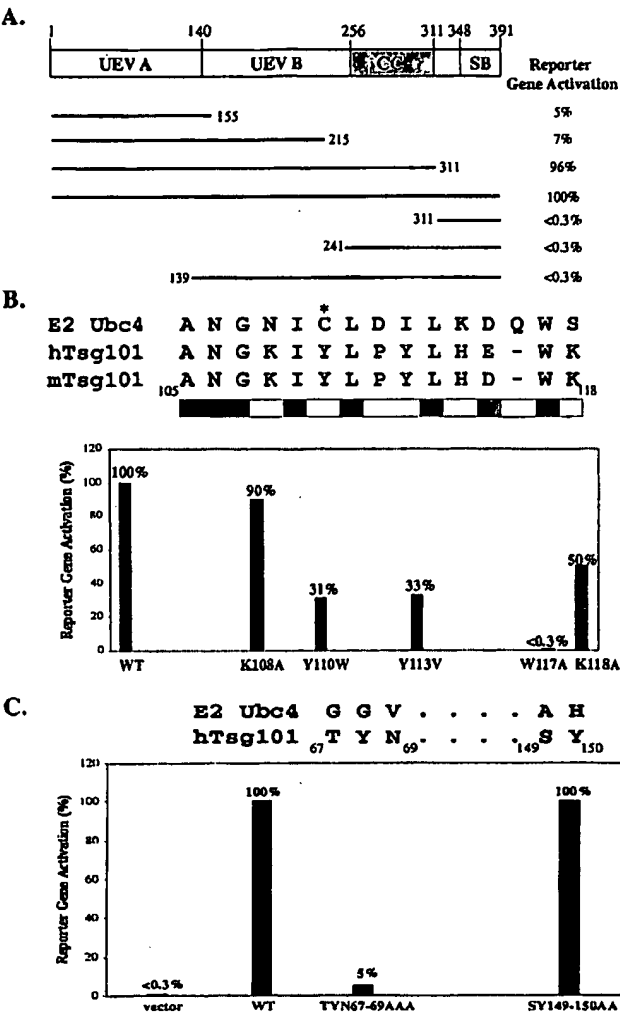 A.
1 140 256 311 348 391
UEV A UEV B CC SB
Reporter
Gene Activation
155 5%
215 7%
311 96%
100%
311 <0.3%
241 <0.3%
139 <0.3%
B.
*
E2 Ubc4 A N G N I C L D I L K D Q W S
hTsg101 A N G K I Y L P Y L H E - W K
mTsg101 A N G K I Y L P Y L H D - W K
105 118
Reporter Gene Activation (%)
120
100
80
60
40
20
0
100% 90% 31% 33% <0.3% 50%
WT K108A Y110W Y113V W117A K118A
C.
E2 Ubc4 G G V . . . . A H
hTsg101 T Y N . . . . S Y
67 69 149 150
Reporter Gene Activation (%)
120
100
80
60
40
20
0
<0.3% 100% 5% 100%
vector WT TYN67-69AAA SY149-150AA